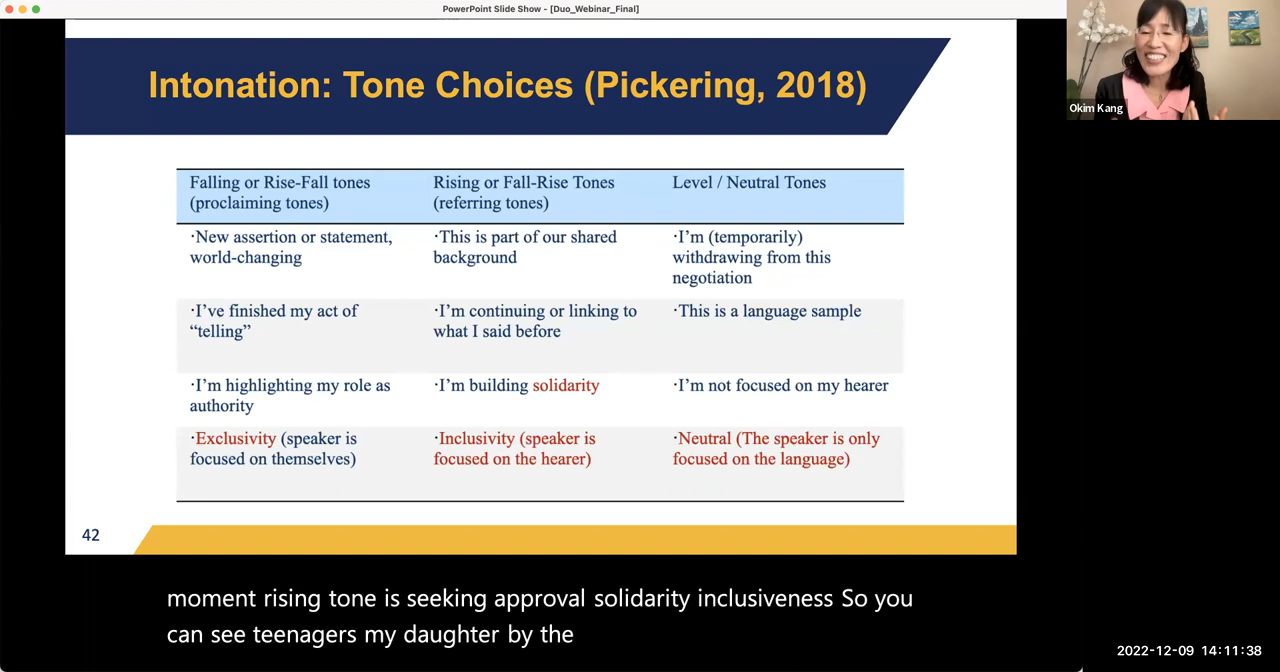 PowerPoint Slide Show - [Duo_Webinar_Final]
Okim Kang
Intonation: Tone Choices (Pickering, 2018)
Falling or Rise-Fall tones
(proclaiming tones)
Rising or Fall-Rise Tones
(referring tones)
Level / Neutral Tones
·New assertion or statement,
world-changing
·This is part of our shared
background
·I’m (temporarily)
withdrawing from this
negotiation
·I’ve finished my act of
“telling”
·I’m continuing or linking to
what I said before
·This is a language sample
·I’m highlighting my role as
authority
·I’m building solidarity
·I’m not focused on my hearer
·Exclusivity (speaker is
focused on themselves)
·Inclusivity (speaker is
focused on the hearer)
·Neutral (The speaker is only
focused on the language)
42
moment rising tone is seeking approval solidarity inclusiveness So you
can see teenagers my daughter by the
2022-12-09 14:11:38